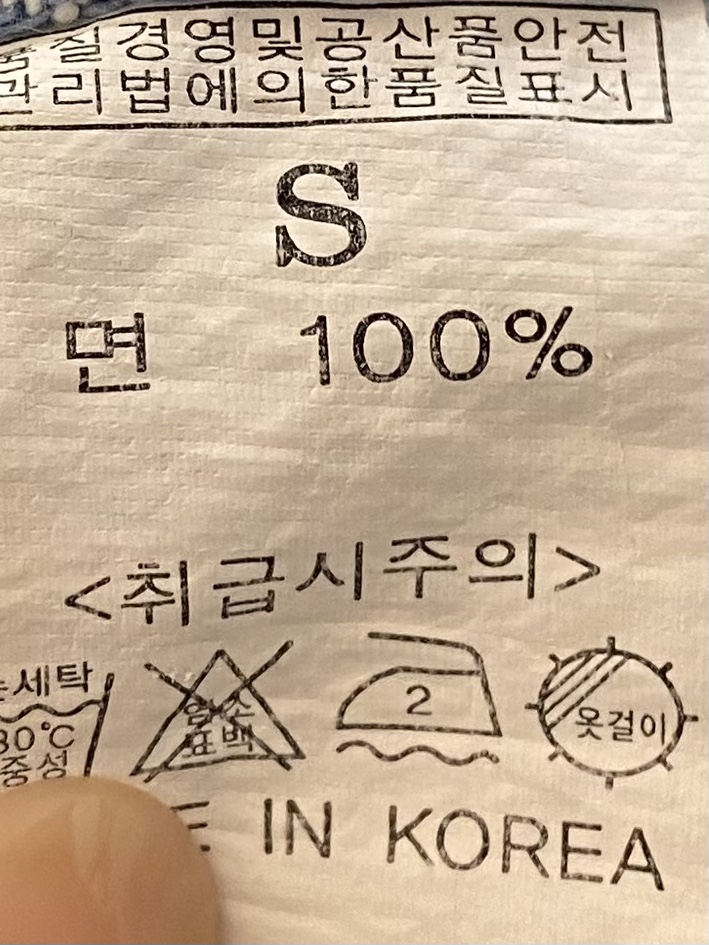 품질경영및공산품안전
관리법에의한품질표시
S
면 100%
<취급시주의>
세탁
30℃
중성
염소
표백
2
옷걸이
IN KOREA